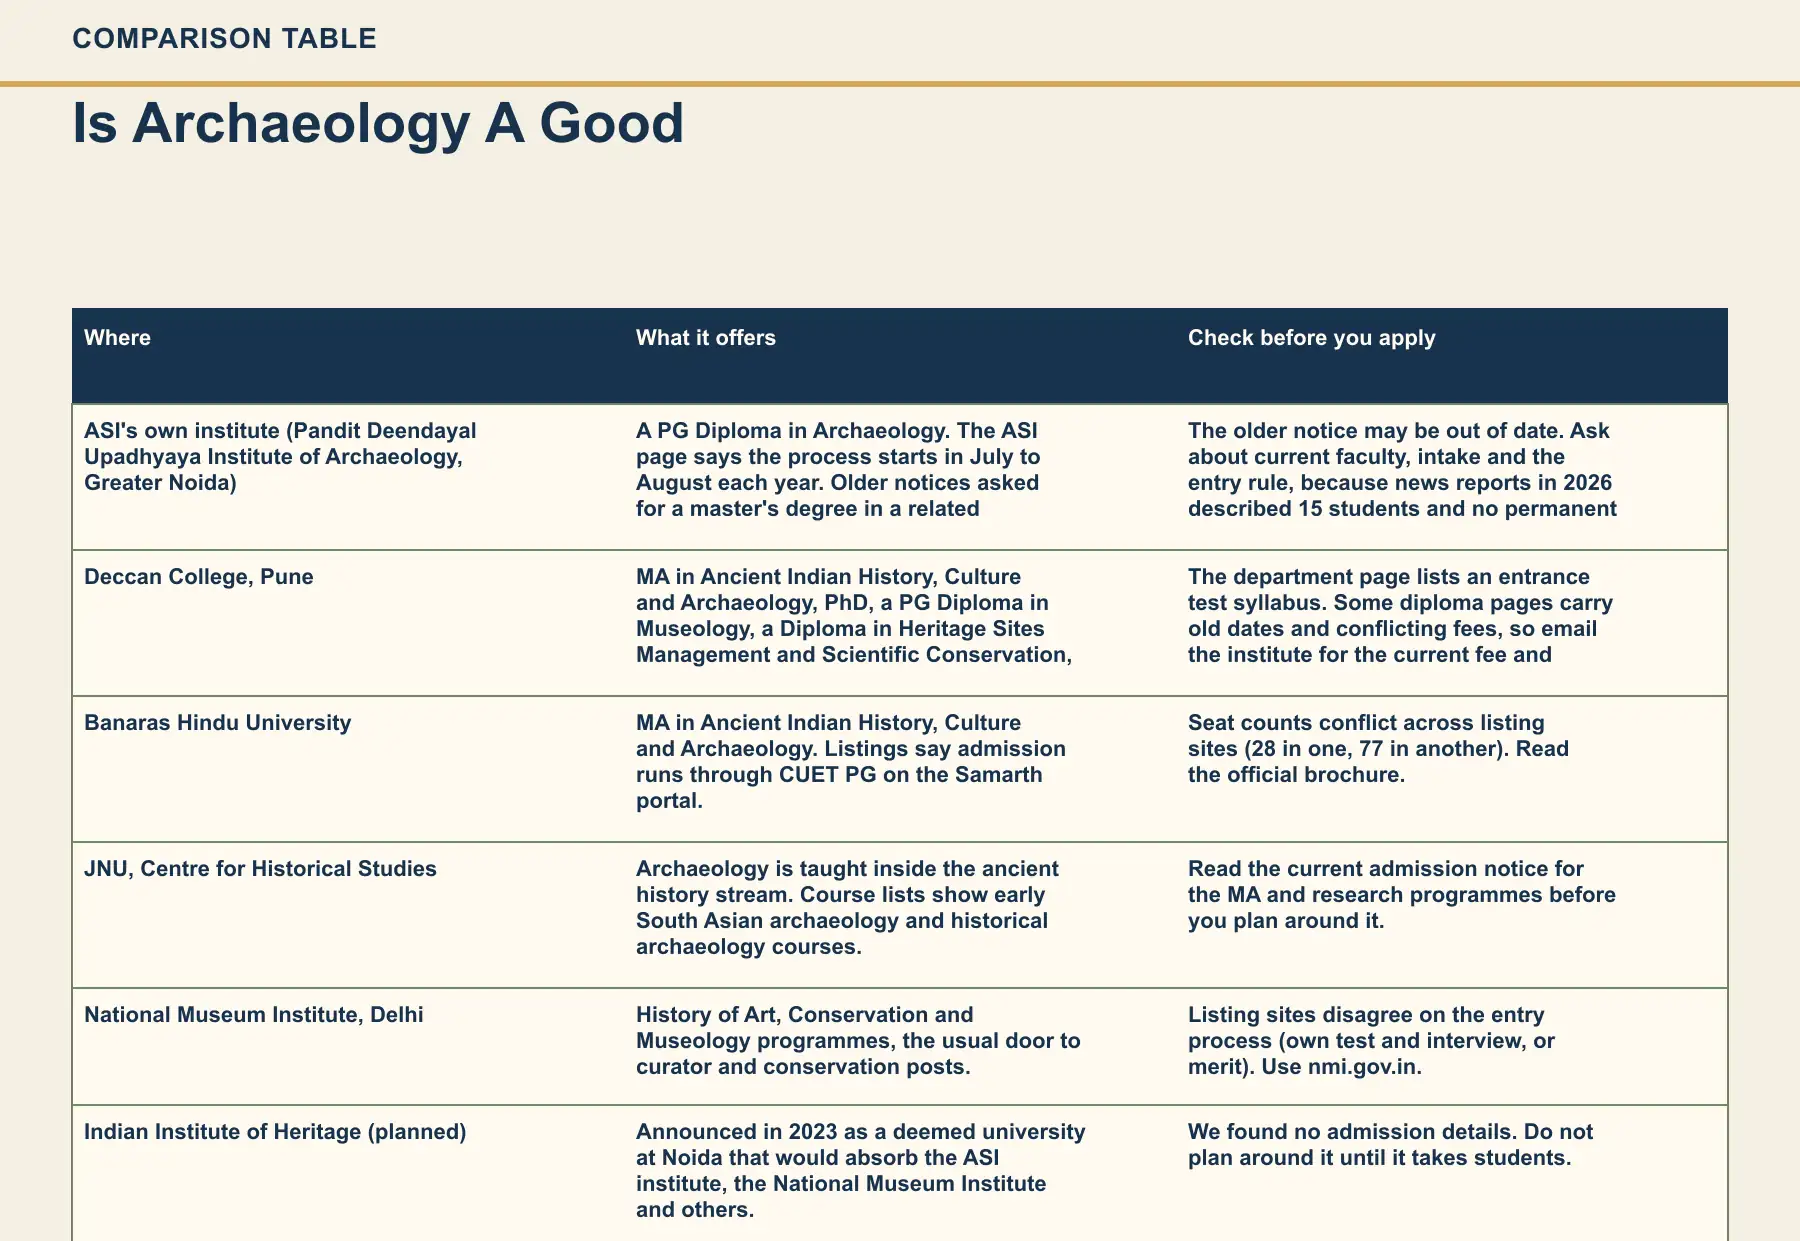 COMPARISON TABLE
Is Archaeology A Good
Where
What it offers
Check before you apply
ASI's own institute (Pandit Deendayal
Upadhyaya Institute of Archaeology,
Greater Noida)
A PG Diploma in Archaeology. The ASI
page says the process starts in July to
August each year. Older notices asked
for a master's degree in a related
The older notice may be out of date. Ask
about current faculty, intake and the
entry rule, because news reports in 2026
described 15 students and no permanent
Deccan College, Pune
MA in Ancient Indian History, Culture
and Archaeology, PhD, a PG Diploma in
Museology, a Diploma in Heritage Sites
Management and Scientific Conservation,
The department page lists an entrance
test syllabus. Some diploma pages carry
old dates and conflicting fees, so email
the institute for the current fee and
Banaras Hindu University
MA in Ancient Indian History, Culture
and Archaeology. Listings say admission
runs through CUET PG on the Samarth
portal.
Seat counts conflict across listing
sites (28 in one, 77 in another). Read
the official brochure.
JNU, Centre for Historical Studies
Archaeology is taught inside the ancient
history stream. Course lists show early
South Asian archaeology and historical
archaeology courses.
Read the current admission notice for
the MA and research programmes before
you plan around it.
National Museum Institute, Delhi
History of Art, Conservation and
Museology programmes, the usual door to
curator and conservation posts.
Listing sites disagree on the entry
process (own test and interview, or
merit). Use nmi.gov.in.
Indian Institute of Heritage (planned)
Announced in 2023 as a deemed university
at Noida that would absorb the ASI
institute, the National Museum Institute
and others.
We found no admission details. Do not
plan around it until it takes students.